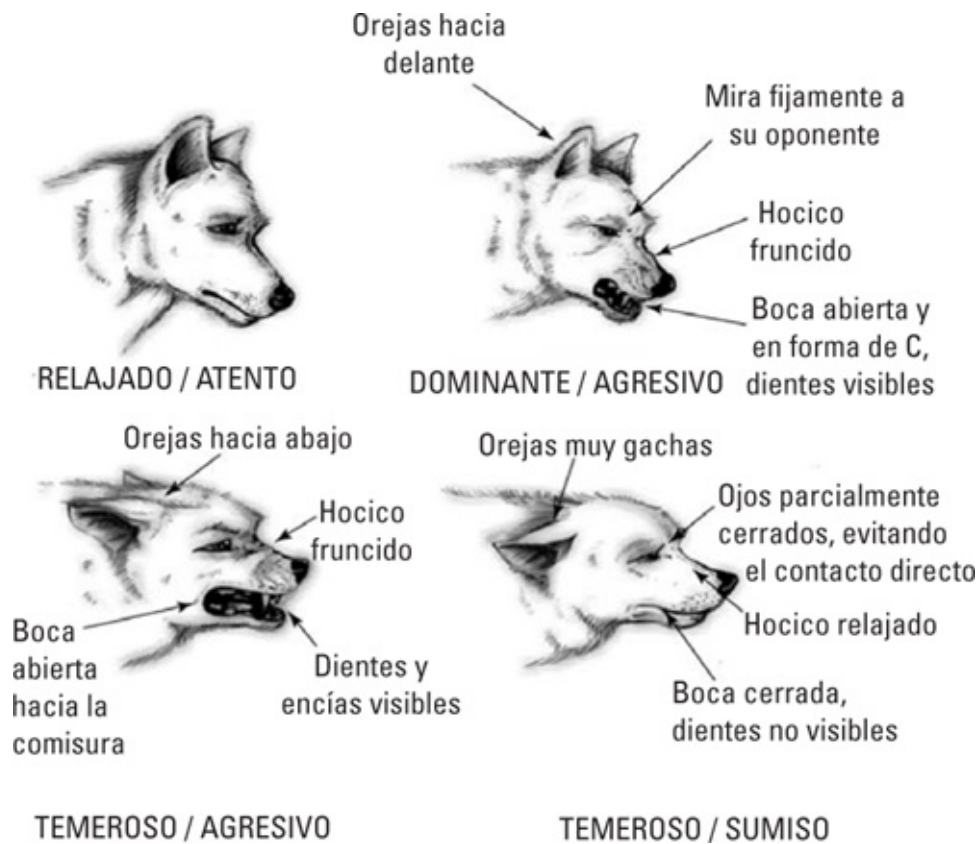 Orejas hacia
delante
Mira fijamente a
su oponente
Hocico
fruncido
Boca abierta y
en forma de C,
dientes visibles
RELAJADO / ATENTO
DOMINANTE / AGRESIVO
Orejas hacia abajo
Hocico
fruncido
Boca
abierta
hacia la
comisura
Dientes y
encías visibles
TEMEROSO / AGRESIVO
Orejas muy gachas
Ojos parcialmente
cerrados, evitando
el contacto directo
Hocico relajado
Boca cerrada,
dientes no visibles
TEMEROSO / SUMISO